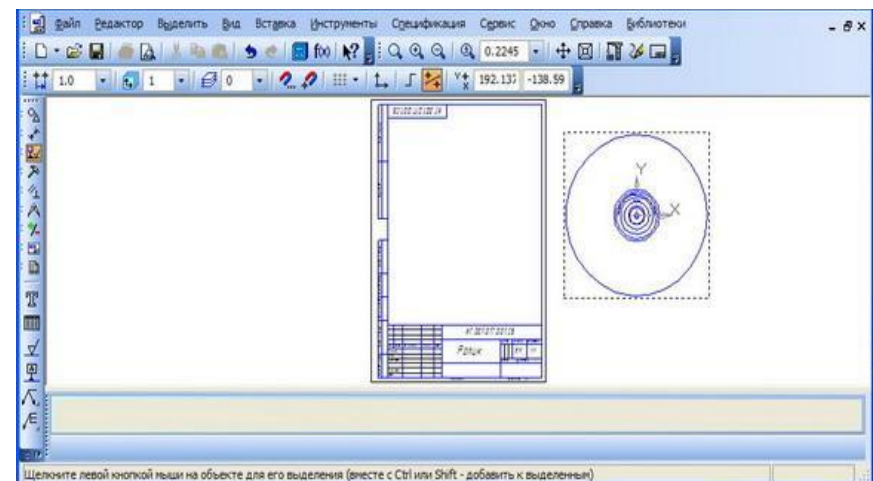 Файл Редактор Выделить Вид Вставка Инструменты Спецификация Сервис Окно Справка Библиотеки
f(x) 0.2245
1.0 1 0 192.137 -138.59
Y
X
Ролик
Щелкните левой кнопкой мыши на объекте для его выделения (вместе с Ctrl или Shift - добавить к выделенным)